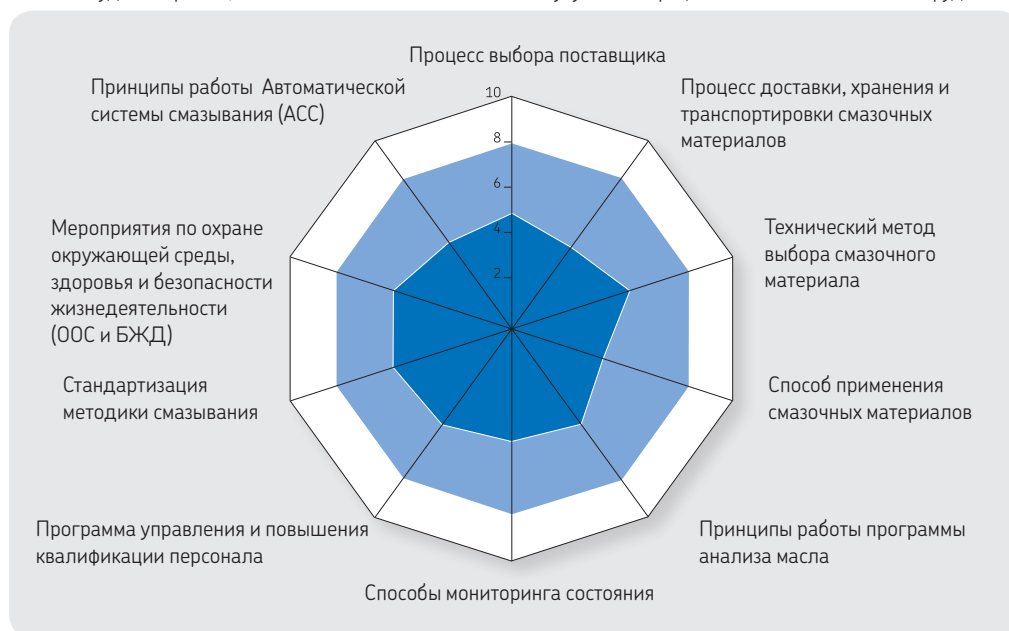 Процесс выбора поставщика
Принципы работы Автоматической
системы смазывания (АСС)
Процесс доставки, хранения и
транспортировки смазочных
материалов
10
8
6
4
2
Мероприятия по охране
окружающей среды,
здоровья и безопасности
жизнедеятельности
(ООС и БЖД)
Технический метод
выбора смазочного
материала
Стандартизация
методики смазывания
Способ применения
смазочных материалов
Программа управления и повышения
квалификации персонала
Принципы работы программы
анализа масла
Способы мониторинга состояния